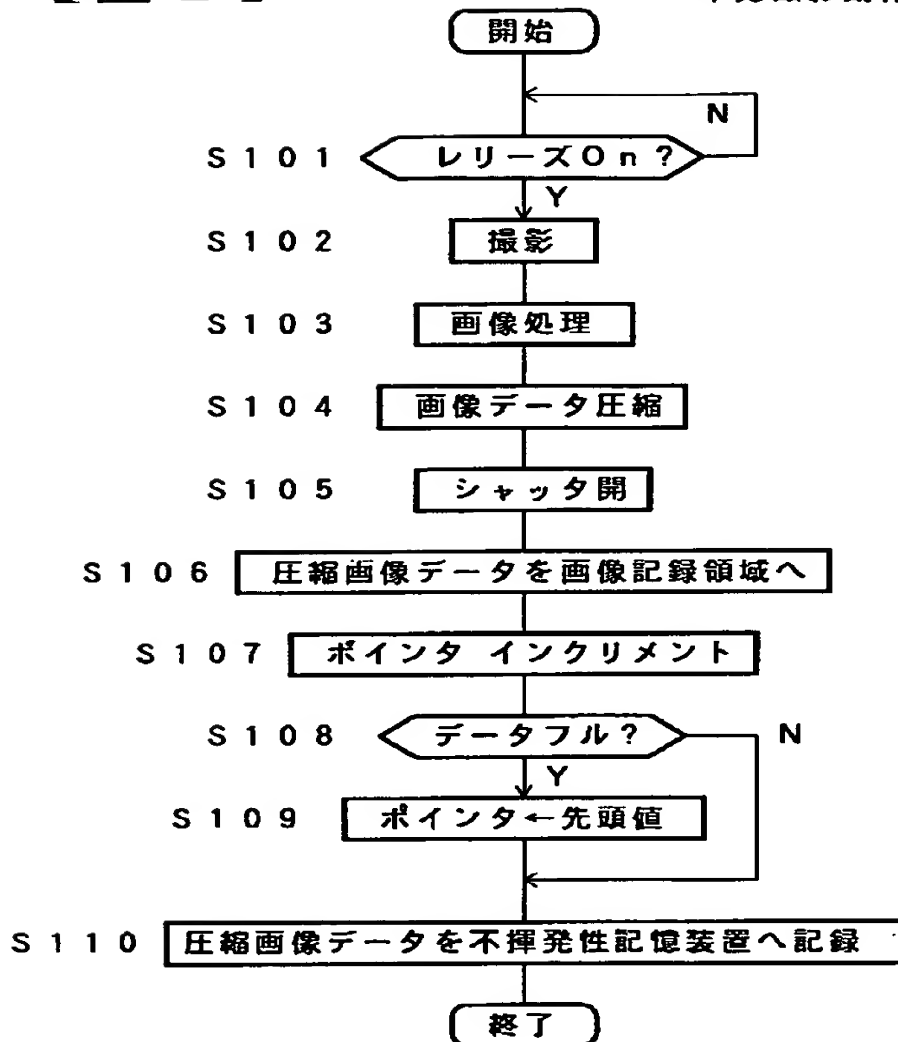 開始
N
S101 レリーズOn?
Y
S102 撮影
S103 画像処理
S104 画像データ圧縮
S105 シャッタ開
S106 圧縮画像データを画像記録領域へ
S107 ポインタ インクリメント
S108 データフル? N
Y
S109 ポインタ←先頭値
S110 圧縮画像データを不揮発性記憶装置へ記録
終了